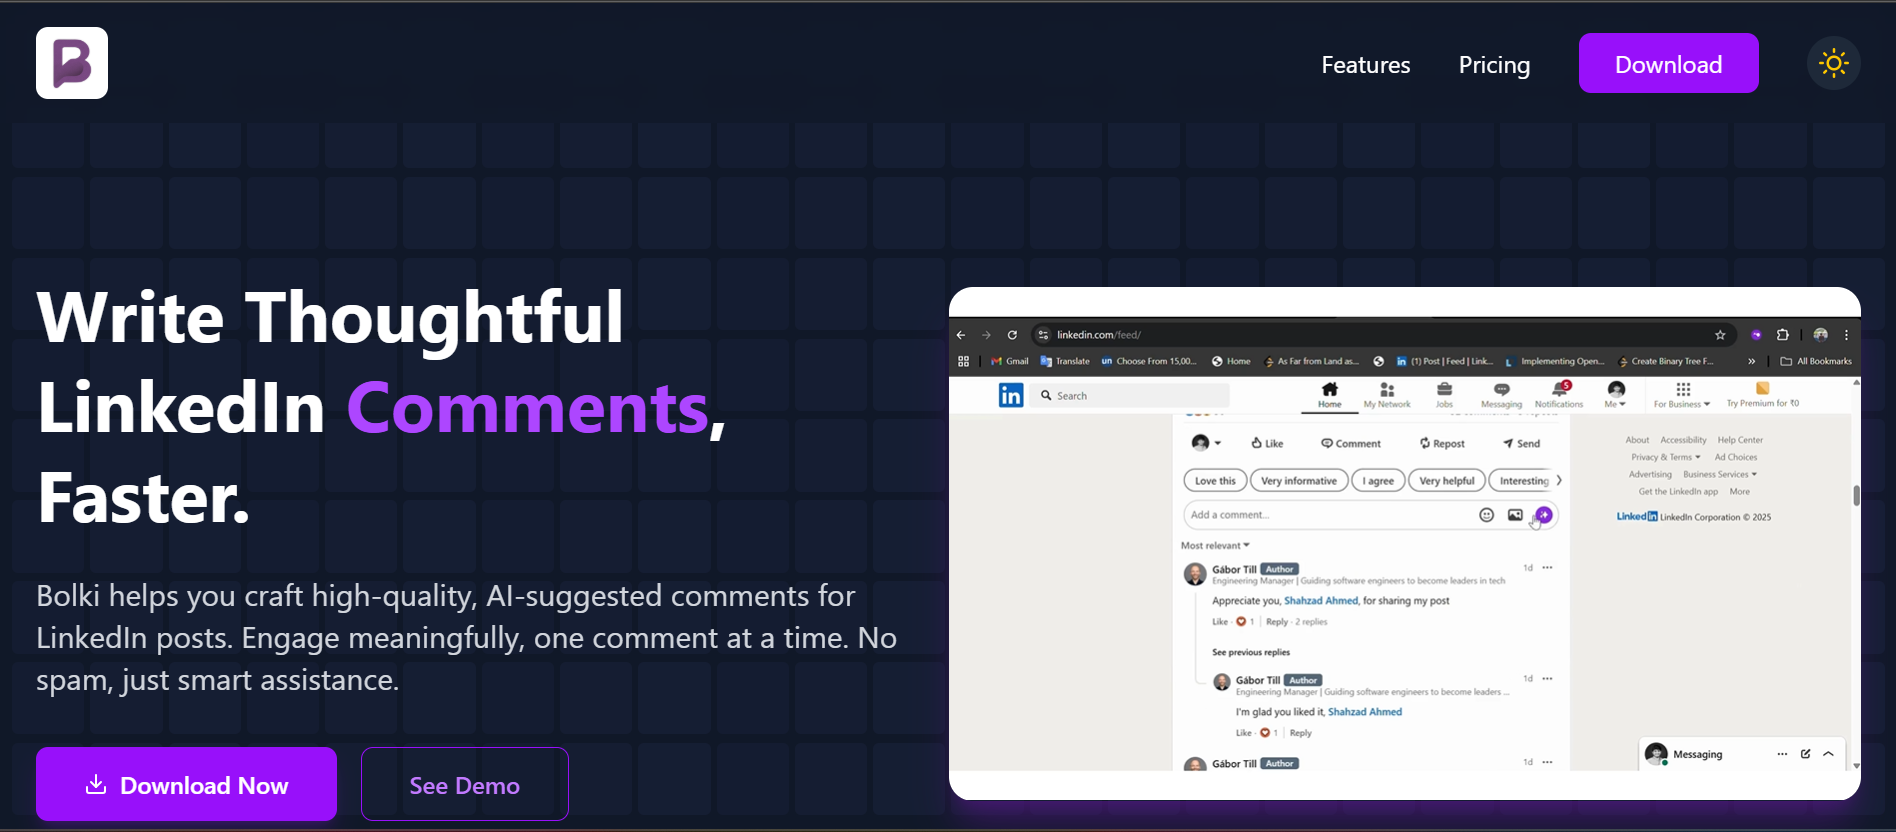 B
Features Pricing Download
Write Thoughtful
LinkedIn Comments,
Faster.
Bolki helps you craft high-quality, AI-suggested comments for
LinkedIn posts. Engage meaningfully, one comment at a time. No
spam, just smart assistance.
Download Now See Demo
linkedin.com/feed/
Gmail Translate un Choose From 15,00... Home As Far from Land as... in (1) Post | Feed | Link... L Implementing Open... Create Binary Tree F... » All Bookmarks
in Search Home My Network Jobs Messaging 5 Notifications Me For Business Try Premium for ₹0
Like Comment Repost Send
Love this Very informative I agree Very helpful Interesting
Add a comment...
Most relevant
Gábor Till Author 1d
Engineering Manager | Guiding software engineers to become leaders in tech
Appreciate you, Shahzad Ahmed, for sharing my post
Like · 1 | Reply · 2 replies
See previous replies
Gábor Till Author 1d
Engineering Manager | Guiding software engineers to become leaders ...
I'm glad you liked it, Shahzad Ahmed
Like · 1 | Reply
Gábor Till Author 1d
About Accessibility Help Center
Privacy & Terms Ad Choices
Advertising Business Services
Get the LinkedIn app More
LinkedIn LinkedIn Corporation © 2025
Messaging